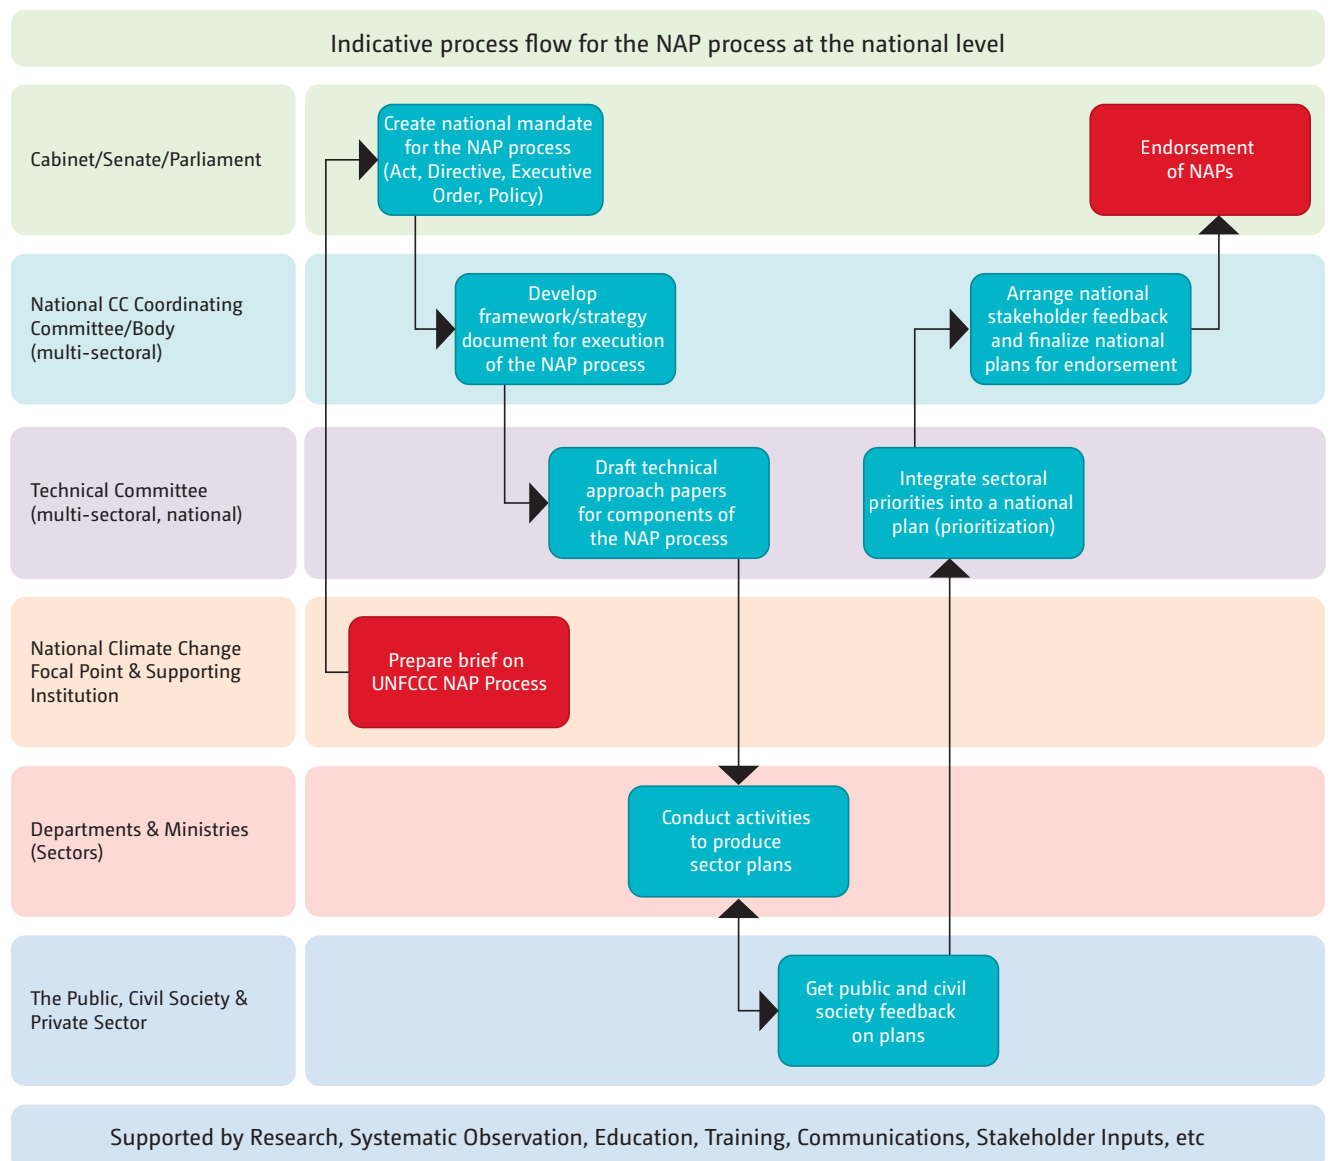 Indicative process flow for the NAP process at the national level
Cabinet/Senate/Parliament
Create national mandate
for the NAP process
(Act, Directive, Executive
Order, Policy)
Endorsement
of NAPs
National CC Coordinating
Committee/Body
(multi-sectoral)
Develop
framework/strategy
document for execution
of the NAP process
Arrange national
stakeholder feedback
and finalize national
plans for endorsement
Technical Committee
(multi-sectoral, national)
Draft technical
approach papers
for components of
the NAP process
Integrate sectoral
priorities into a national
plan (prioritization)
National Climate Change
Focal Point & Supporting
Institution
Prepare brief on
UNFCCC NAP Process
Departments & Ministries
(Sectors)
Conduct activities
to produce
sector plans
The Public, Civil Society &
Private Sector
Get public and civil
society feedback
on plans
Supported by Research, Systematic Observation, Education, Training, Communications, Stakeholder Inputs, etc